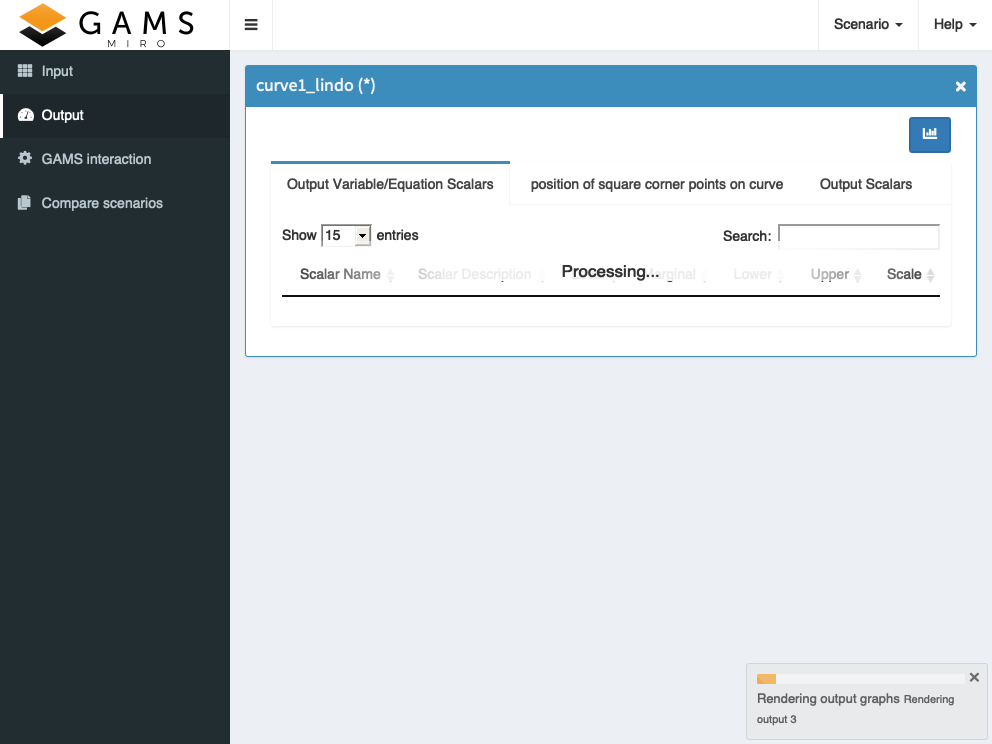 GAMS
MIRO
Scenario
Help
Input
Output
GAMS interaction
Compare scenarios
curve1_lindo (*)
Output Variable/Equation Scalars
position of square corner points on curve
Output Scalars
Show 15 entries
Search:
Scalar Name
Scalar Description
Processing...
Lower
Upper
Scale
Rendering output graphs Rendering
output 3